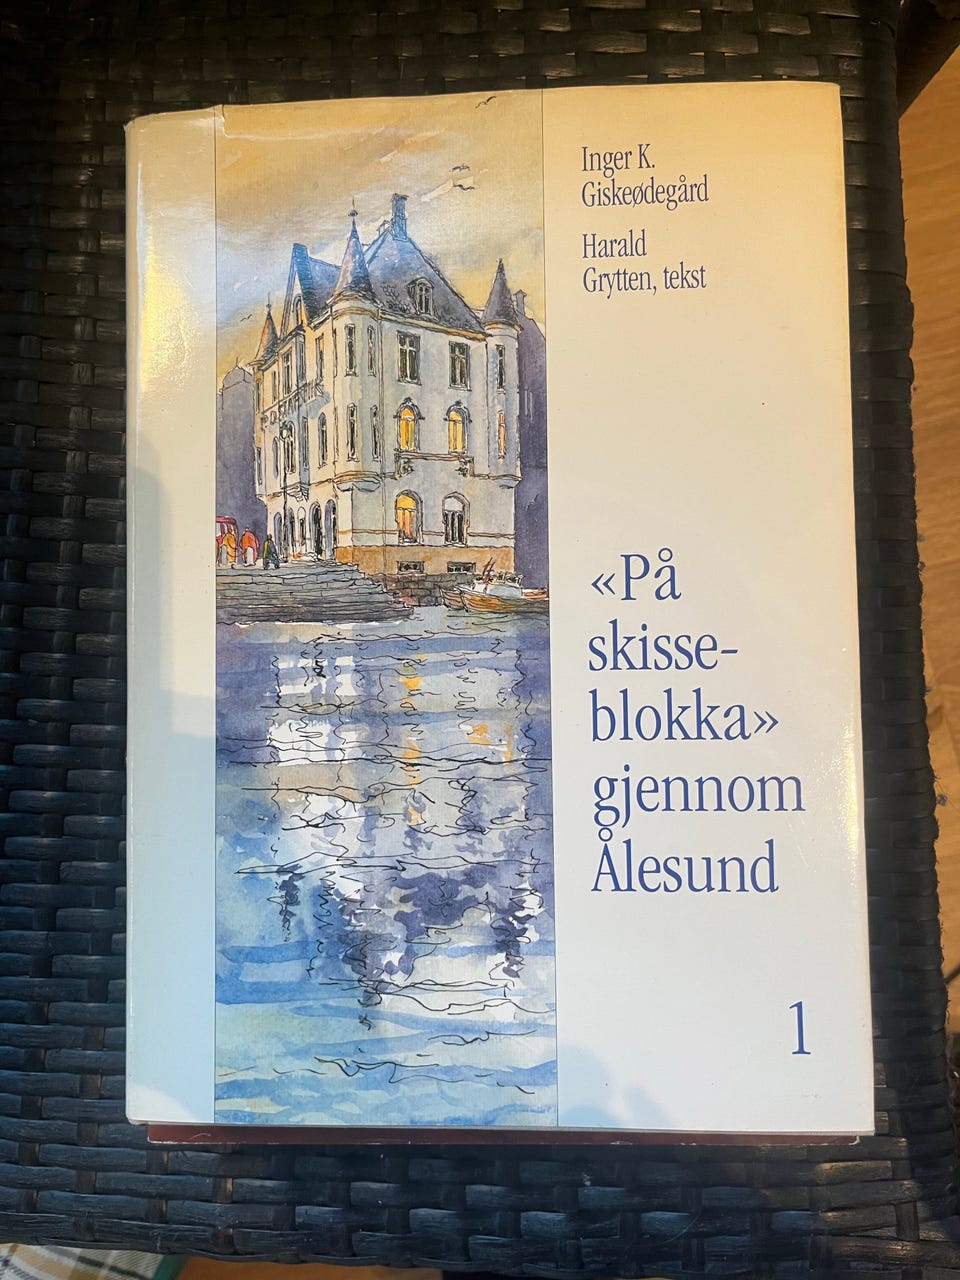 Inger K.
Giskeødegård
Harald
Grytten, tekst
«På
skisse-
blokka»
gjennom
Ålesund
1